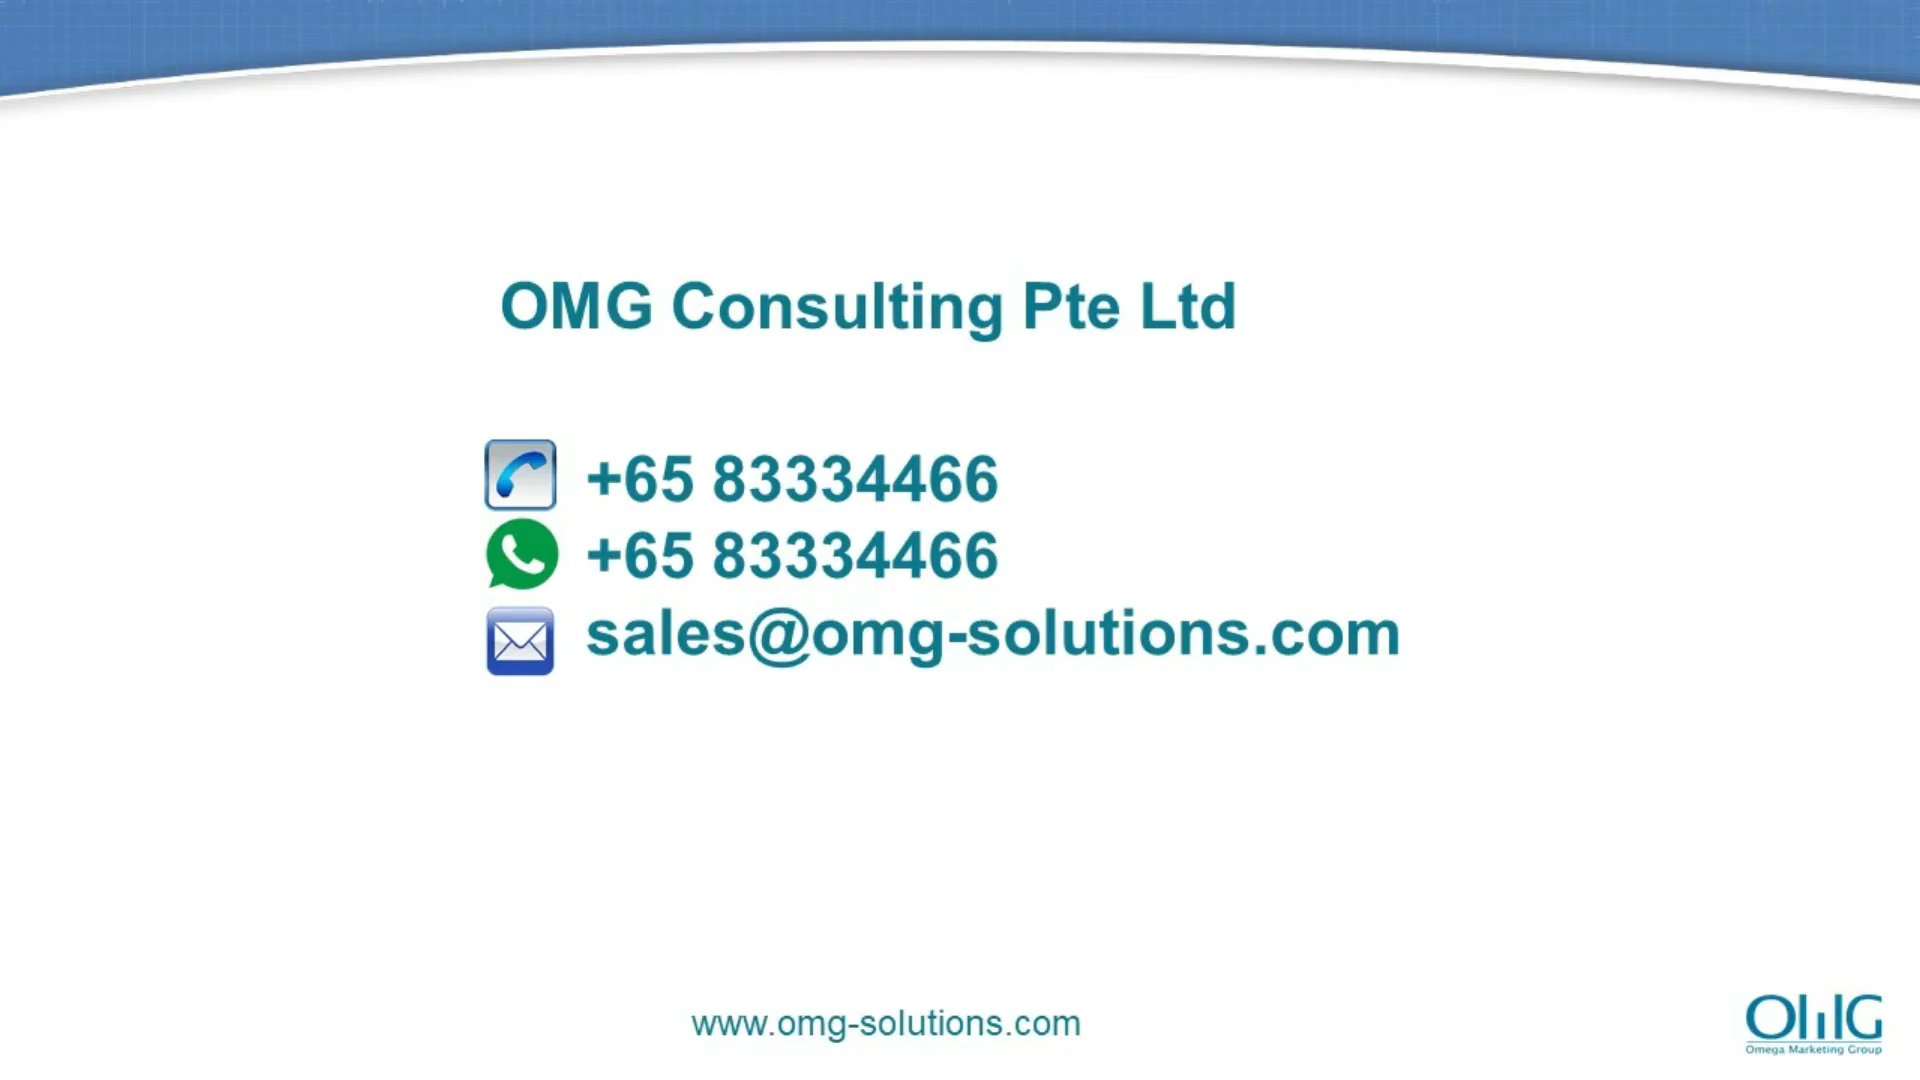 OMG Consulting Pte Ltd
+65 83334466
+65 83334466
sales@omg-solutions.com
www.omg-solutions.com
OMG
Omega Marketing Group